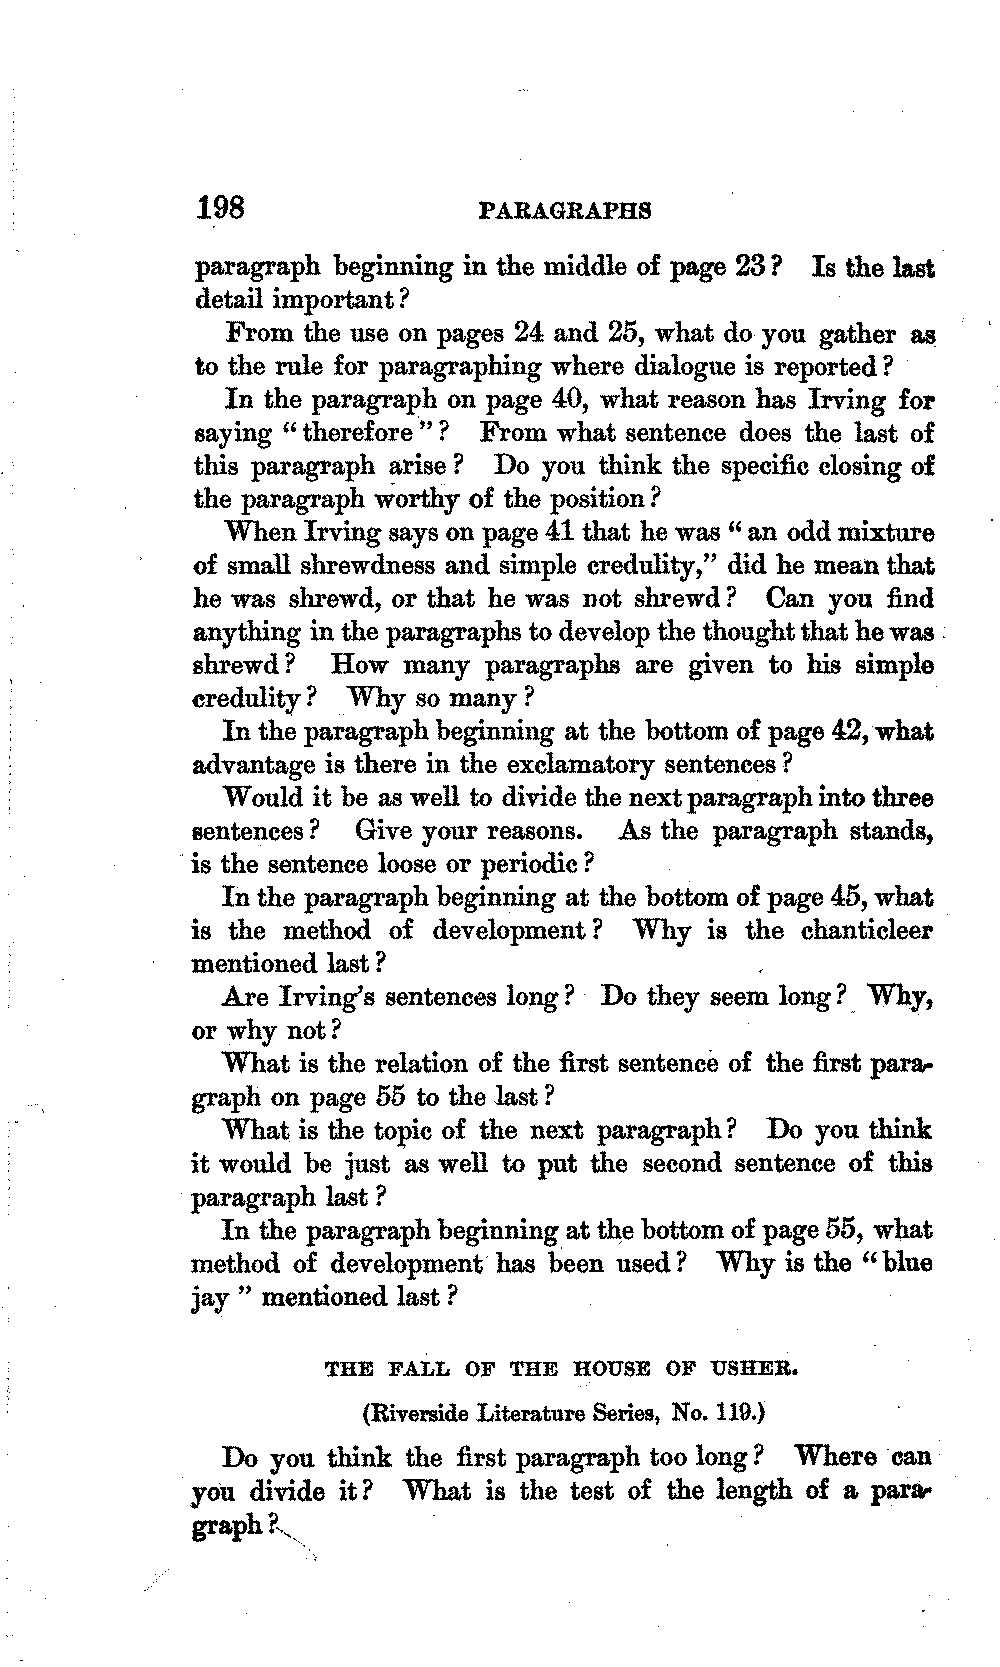 198 PARAGRAPHS
paragraph beginning in the middle of page 23? Is the last
detail important?
From the use on pages 24 and 25, what do you gather as
to the rule for paragraphing where dialogue is reported?
In the paragraph on page 40, what reason has Irving for
saying "therefore"? From what sentence does the last of
this paragraph arise? Do you think the specific closing of
the paragraph worthy of the position?
When Irving says on page 41 that he was "an odd mixture
of small shrewdness and simple credulity," did he mean that
he was shrewd, or that he was not shrewd? Can you find
anything in the paragraphs to develop the thought that he was
shrewd? How many paragraphs are given to his simple
credulity? Why so many?
In the paragraph beginning at the bottom of page 42, what
advantage is there in the exclamatory sentences?
Would it be as well to divide the next paragraph into three
sentences? Give your reasons. As the paragraph stands,
is the sentence loose or periodic?
In the paragraph beginning at the bottom of page 45, what
is the method of development? Why is the chanticleer
mentioned last?
Are Irving's sentences long? Do they seem long? Why,
or why not?
What is the relation of the first sentence of the first para-
graph on page 55 to the last?
What is the topic of the next paragraph? Do you think
it would be just as well to put the second sentence of this
paragraph last?
In the paragraph beginning at the bottom of page 55, what
method of development has been used? Why is the "blue
jay" mentioned last?
THE FALL OF THE HOUSE OF USHER.
(Riverside Literature Series, No. 119.)
Do you think the first paragraph too long? Where can
you divide it? What is the test of the length of a para-
graph?